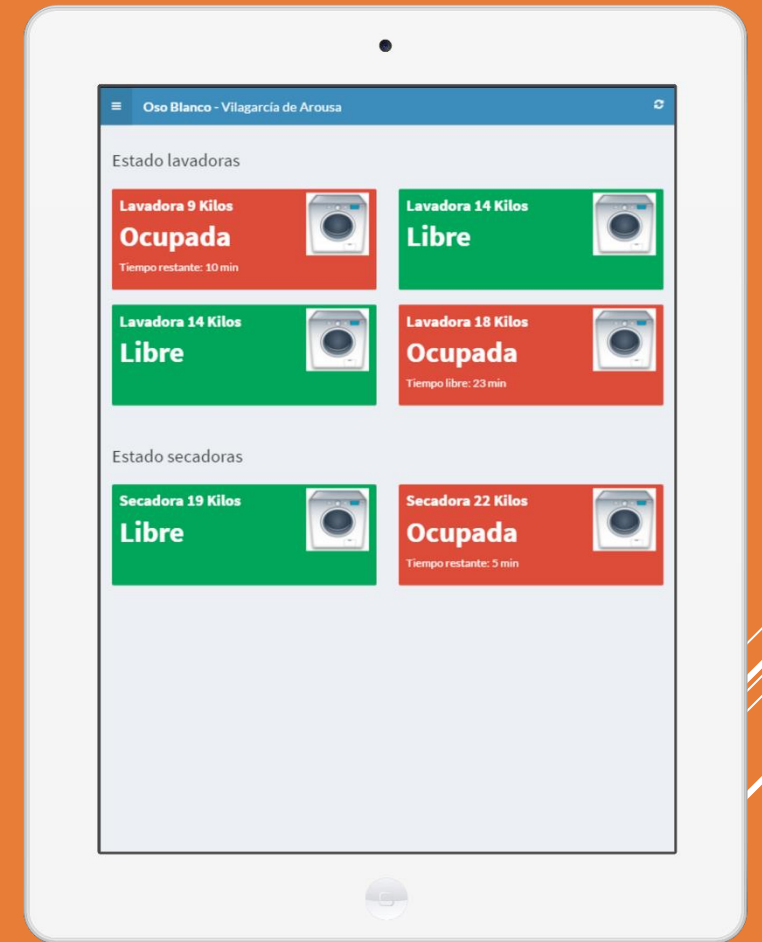 Oso Blanco - Vilagarcía de Arousa
Estado lavadoras
Lavadora 9 Kilos
Ocupada
Tiempo restante: 10 min
Lavadora 14 Kilos
Libre
Lavadora 14 Kilos
Libre
Lavadora 18 Kilos
Ocupada
Tiempo libre: 23 min
Estado secadoras
Secadora 19 Kilos
Libre
Secadora 22 Kilos
Ocupada
Tiempo restante: 5 min